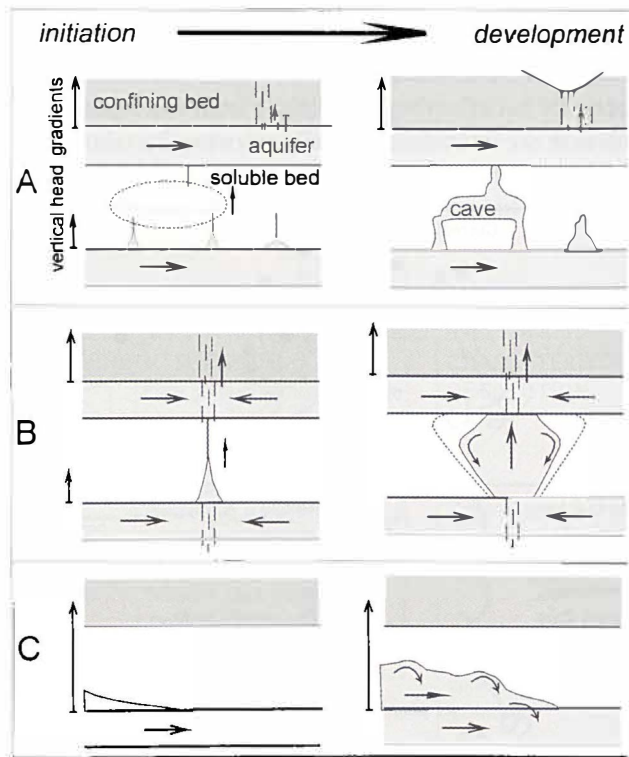 initiation
development
confining bed
aquifer
soluble bed
vertical head gradients
A
cave
B
C